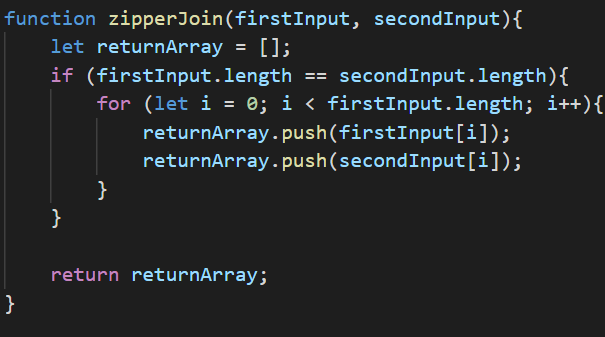 function zipperJoin(firstInput, secondInput){
    let returnArray = [];
    if (firstInput.length == secondInput.length){
        for (let i = 0; i < firstInput.length; i++){
            returnArray.push(firstInput[i]);
            returnArray.push(secondInput[i]);
        }
    }

    return returnArray;
}